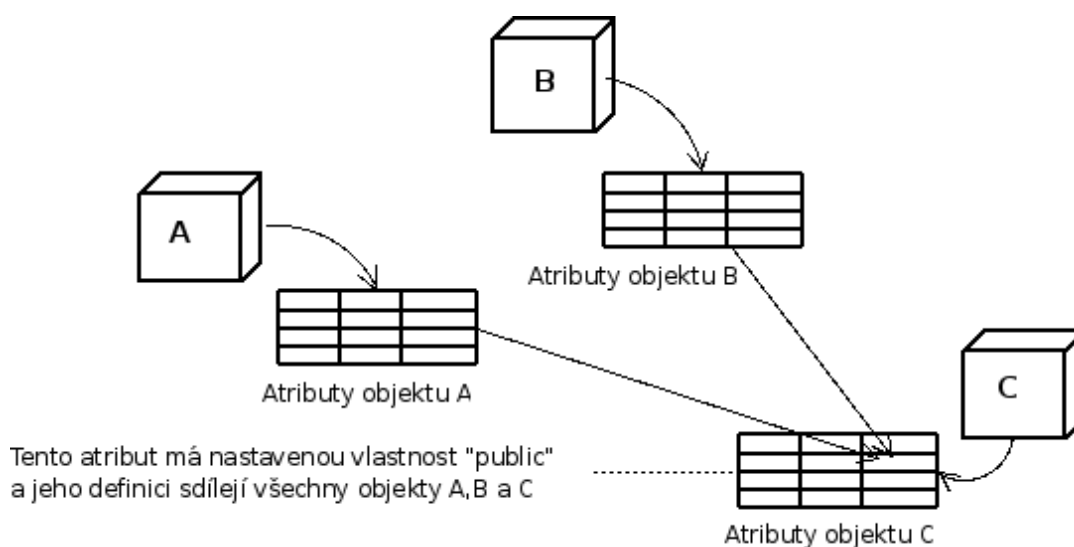 B
A
Atributy objektu B
Atributy objektu A
C
Tento atribut má nastavenou vlastnost "public"
a jeho definici sdílejí všechny objekty A,B a C
Atributy objektu C